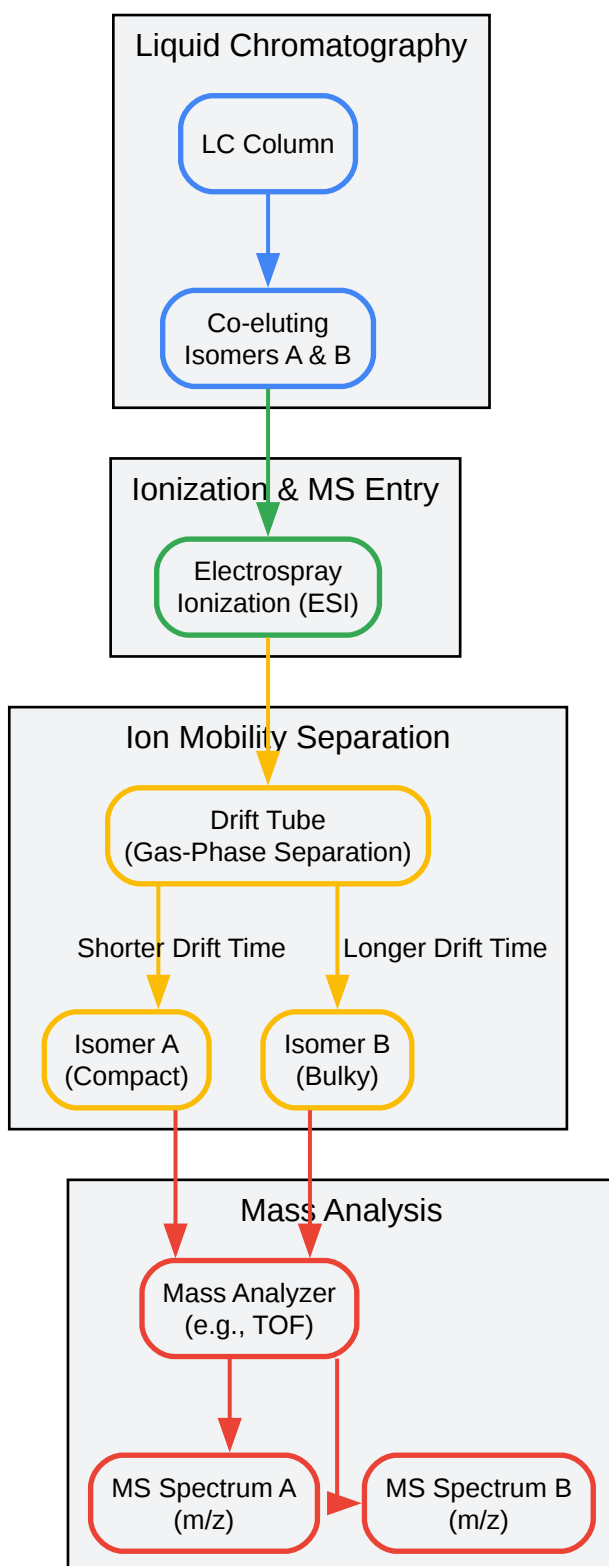 Liquid Chromatography
LC Column
Co-eluting
Isomers A & B
Ionization & MS Entry
Electrospray
Ionization (ESI)
Ion Mobility Separation
Drift Tube
(Gas-Phase Separation)
Shorter Drift Time
Longer Drift Time
Isomer A
(Compact)
Isomer B
(Bulky)
Mass Analysis
Mass Analyzer
(e.g., TOF)
MS Spectrum A
(m/z)
MS Spectrum B
(m/z)